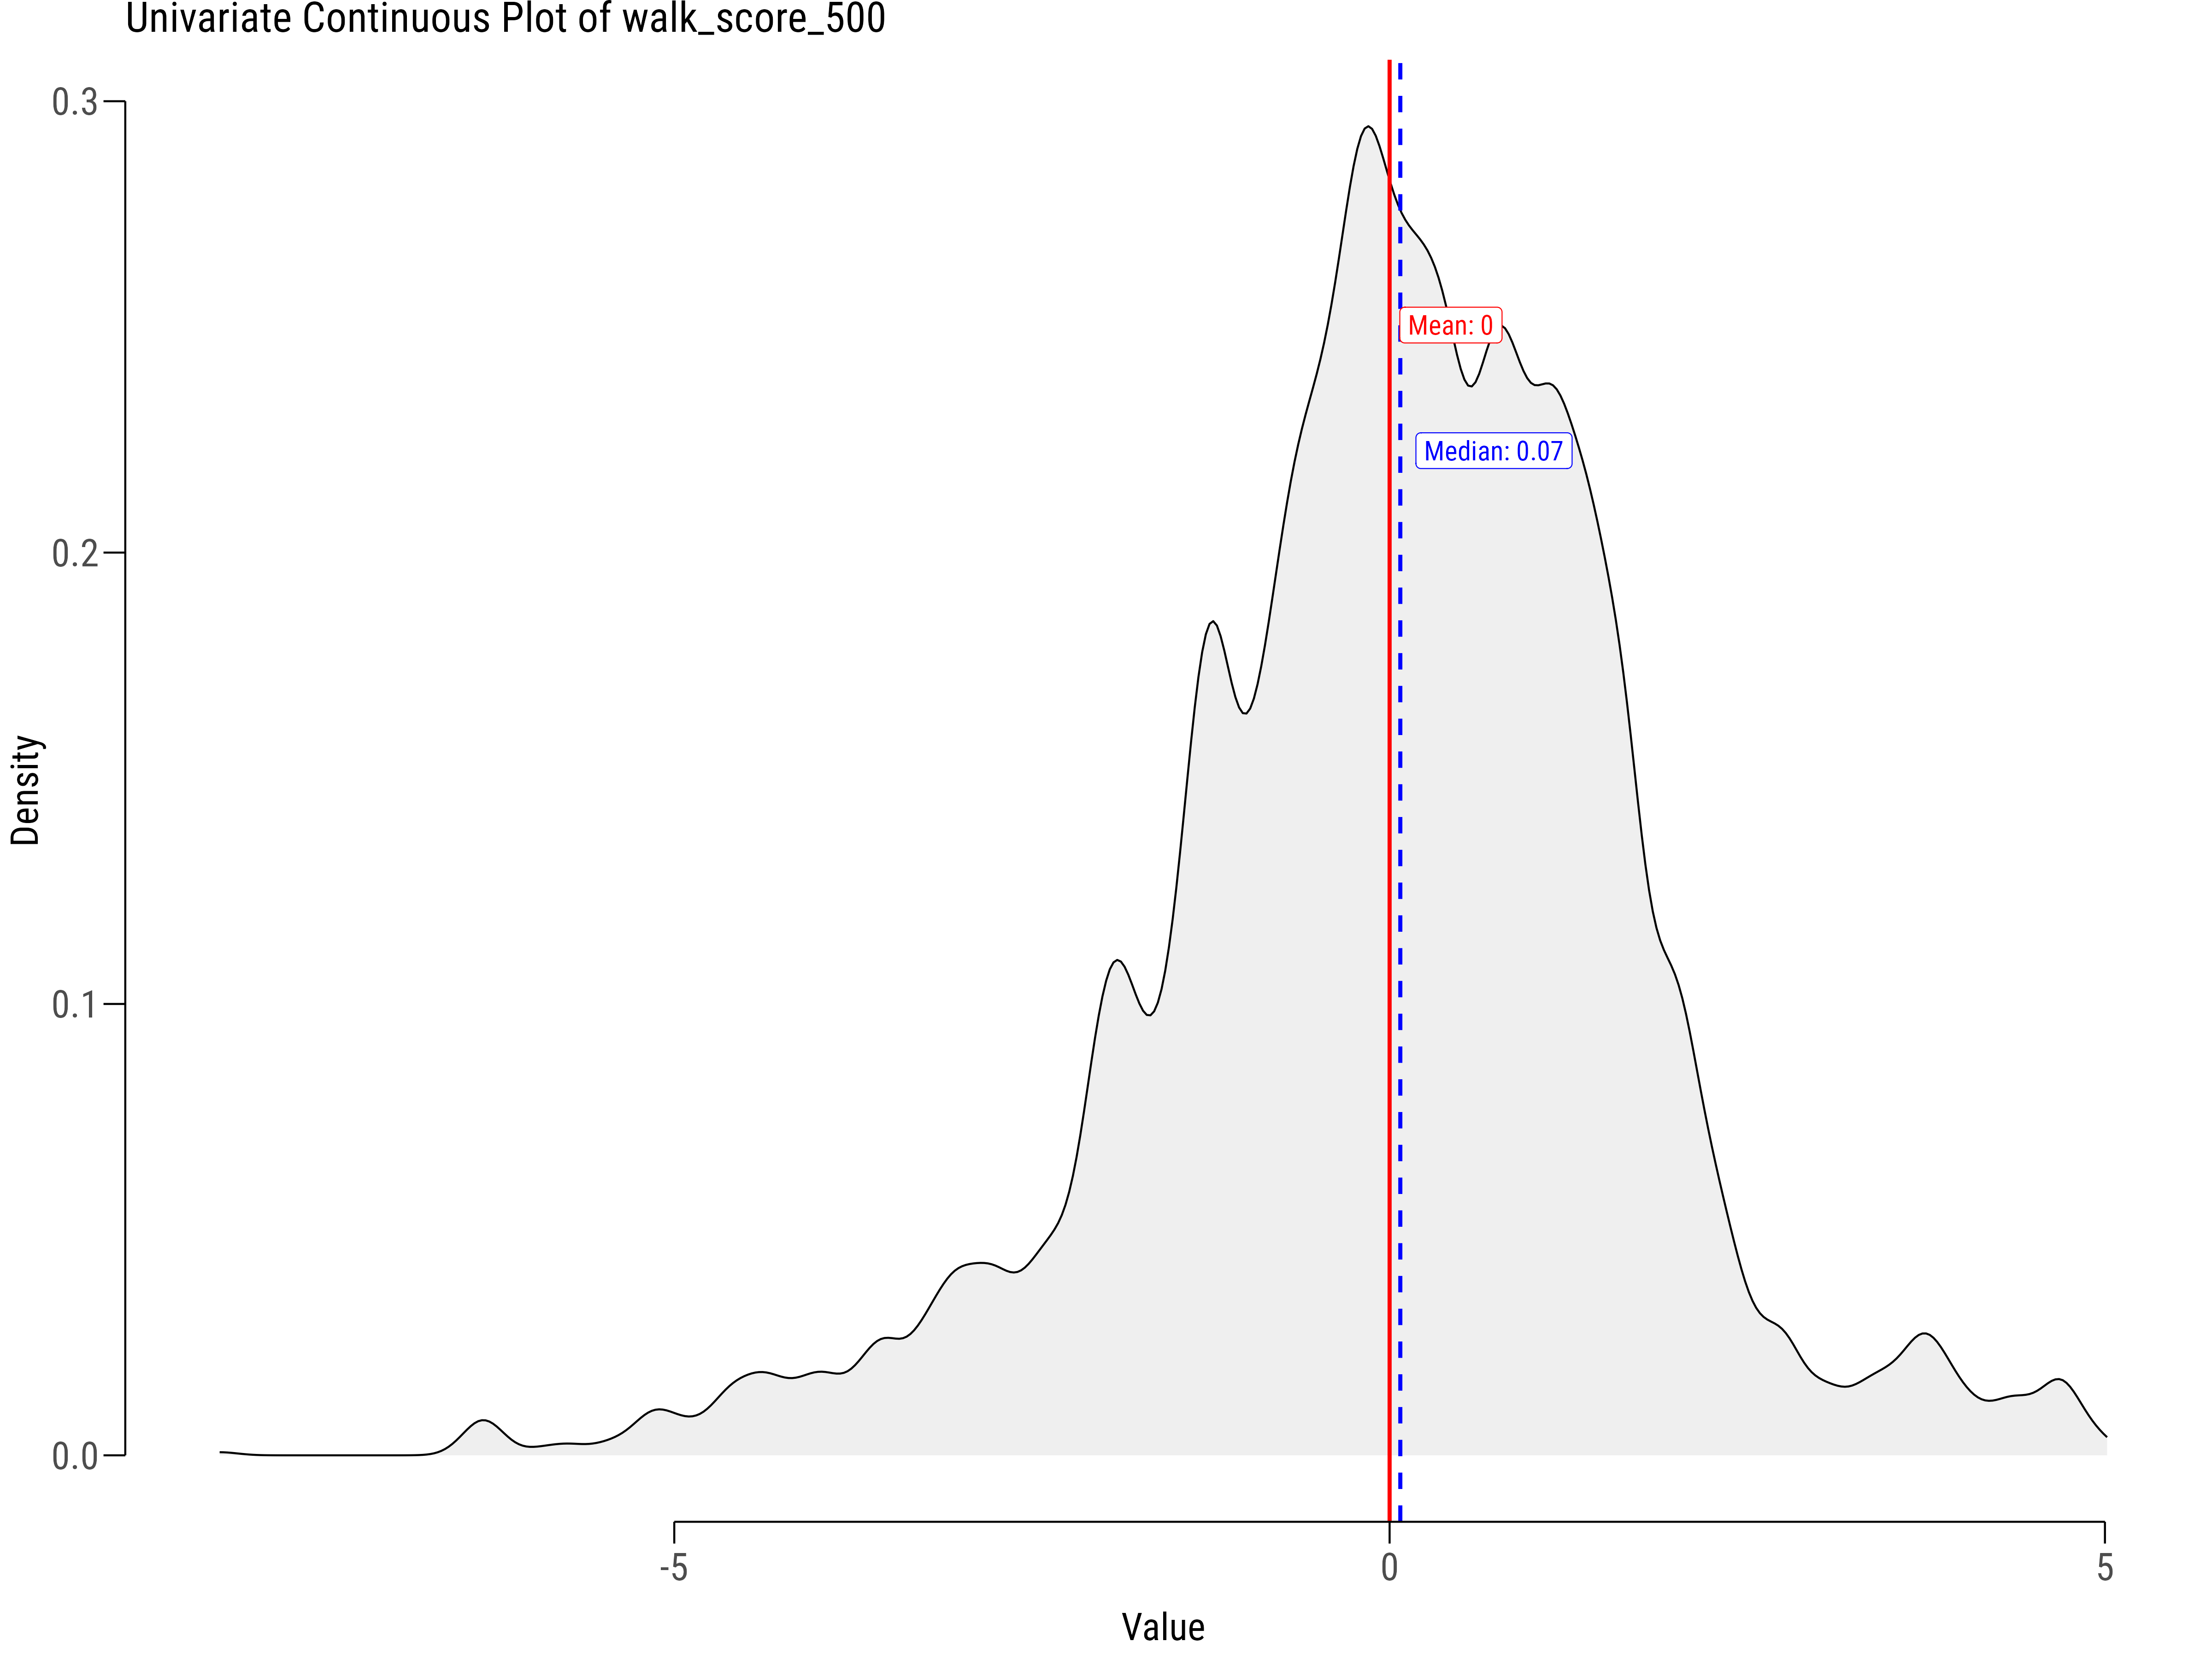 Univariate Continuous Plot of walk_score_500
0.3
Mean: 0
Median: 0.07
0.2
Density
0.1
0.0
-5
0
5
Value